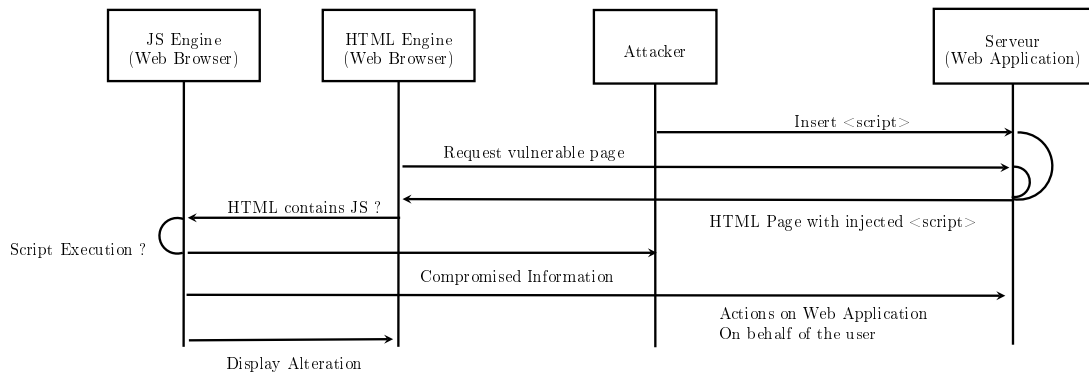 JS Engine
(Web Browser)
HTML Engine
(Web Browser)
Attacker
Serveur
(Web Application)
Insert <script>
Request vulnerable page
HTML contains JS ?
HTML Page with injected <script>
Script Execution ?
Compromised Information
Actions on Web Application
On behalf of the user
Display Alteration